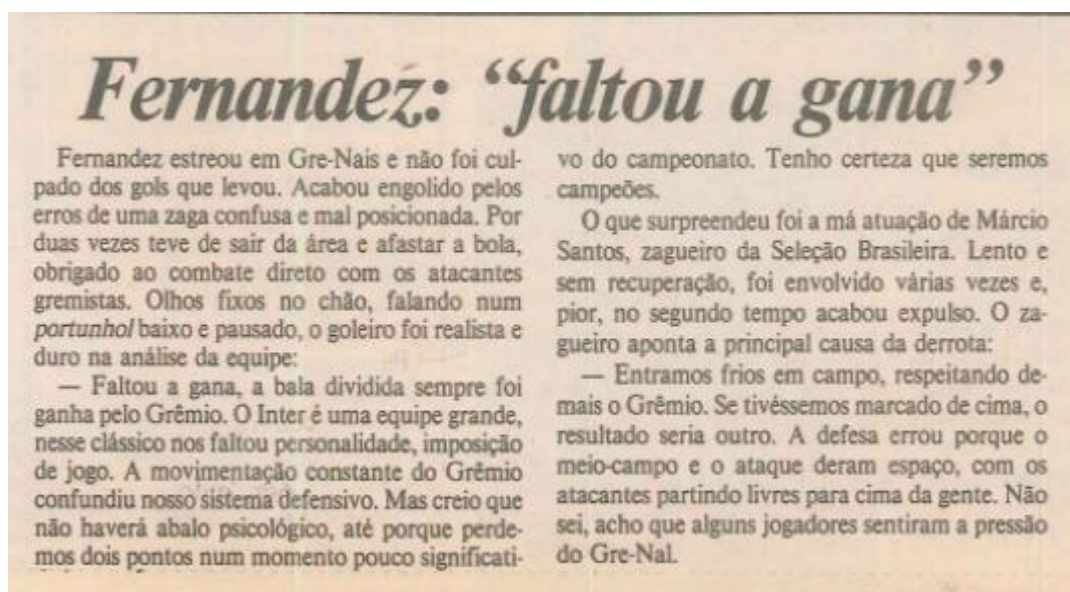 Fernandez: “faltou a gana”
Fernandez estreou em Gre-Nais e não foi cul-
pado dos gols que levou. Acabou engolido pelos
erros de uma zaga confusa e mal posicionada. Por
duas vezes teve de sair da área e afastar a bola,
obrigado ao combate direto com os atacantes
gremistas. Olhos fixos no chão, falando num
portunhol baixo e pausado, o goleiro foi realista e
duro na análise da equipe:
— Faltou a gana, a bala dividida sempre foi
ganha pelo Grêmio. O Inter é uma equipe grande,
nesse clássico nos faltou personalidade, imposição
de jogo. A movimentação constante do Grêmio
confundiu nosso sistema defensivo. Mas creio que
não haverá abalo psicológico, até porque perde-
mos dois pontos num momento pouco significati-
vo do campeonato. Tenho certeza que seremos
campeões.
O que surpreendeu foi a má atuação de Márcio
Santos, zagueiro da Seleção Brasileira. Lento e
sem recuperação, foi envolvido várias vezes e,
pior, no segundo tempo acabou expulso. O za-
gueiro aponta a principal causa da derrota:
— Entramos frios em campo, respeitando de-
mais o Grêmio. Se tivéssemos marcado de cima, o
resultado seria outro. A defesa errou porque o
meio-campo e o ataque deram espaço, com os
atacantes partindo livres para cima da gente. Não
sei, acho que alguns jogadores sentiram a pressão
do Gre-Nal.